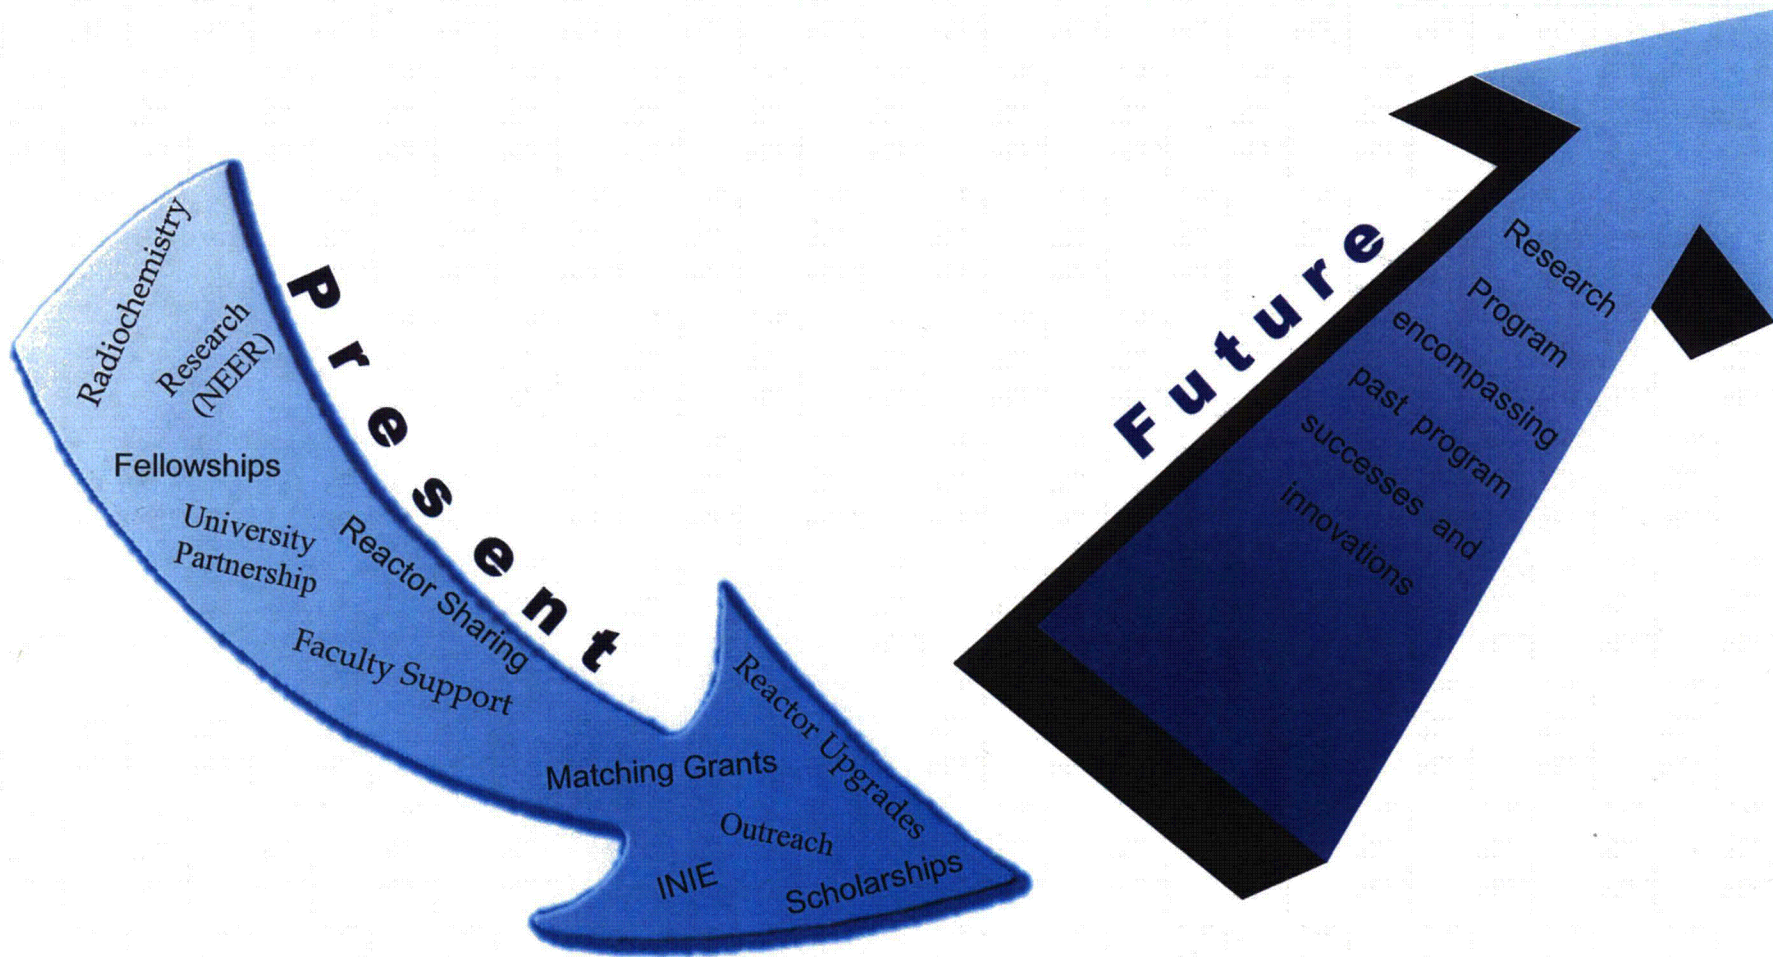 Present
Radiochemistry
Research
(NEER)
Fellowships
University
Partnership
Reactor Sharing
Faculty Support
Matching Grants
Reactor Upgrades
Outreach
INIE
Scholarships
Future
Research
Program
encompassing
past program
successes and
innovations